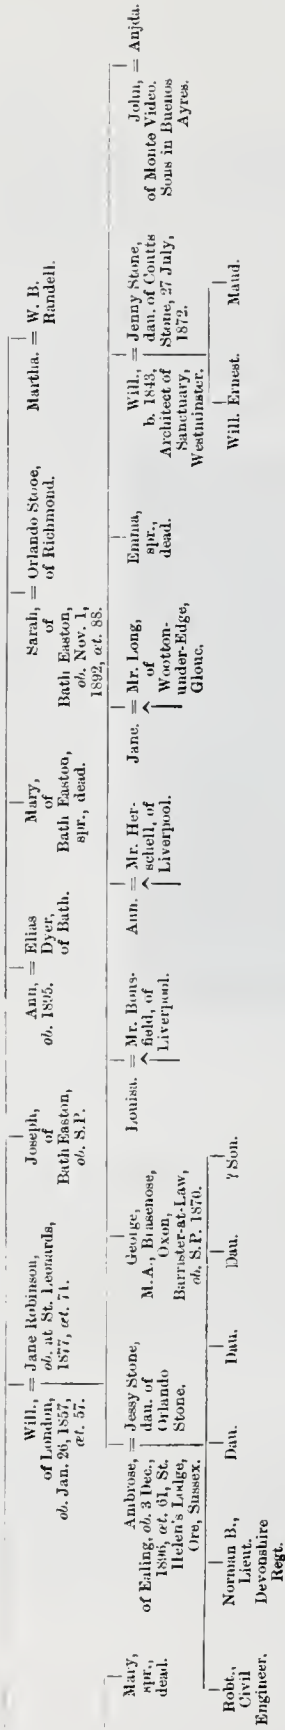 Will., = Jane Robinson,
of London, ob. at St. Leonards,
ob. Jan. 26, 1857, 1877, æt. 71.
æt. 57.
Joseph,
of
Bath Easton,
ob. S.P.
Ann, = Elias
ob. 1895. Dyer,
of Bath.
Mary,
of
Bath Easton,
spr., dead.
Sarah, = Orlando Stone,
of of Richmond.
Bath Easton,
ob. Nov. 1,
1892, æt. 88.
Martha. = W. B.
Randell.
Mary,
spr.,
dead.
Ambrose, = Jessy Stone,
of Ealing, ob. 3 Dec., dau. of
1896, æt. 61, St. Orlando
Helen's Lodge, Stone.
Ore, Sussex.
George,
M.A., Brasenose,
Oxon,
Barrister-at-Law,
ob. S.P. 1870.
Louisa. = Mr. Bons-
field, of
Liverpool.
Ann. = Mr. Her-
schell, of
Liverpool.
Jane. = Mr. Long,
of
Wootton-
under-Edge,
Glouc.
Emma,
spr.,
dead.
Will., = Jenny Stone,
b. 1843, dau. of Coutts
Architect of Stone, 27 July,
Sanctuary, 1872.
Westminster.
John, = Anjda.
of Monte Video.
Sons in Buenos
Ayres.
Robt.,
Civil
Engineer.
Norman B.,
Lieut.
Devonshire
Regt.
Dau.
Dau.
Dau.
? Son.
Will. Ernest. Maud.